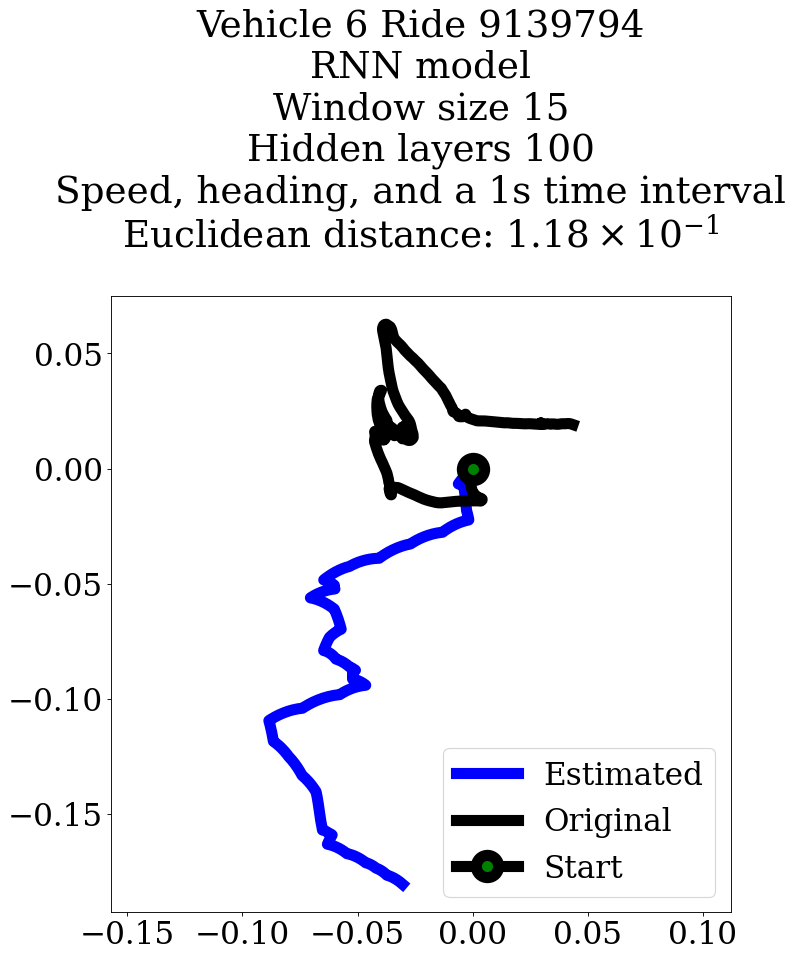 Vehicle 6 Ride 9139794
RNN model
Window size 15
Hidden layers 100
Speed, heading, and a 1s time interval
Euclidean distance: 1.18 × 10⁻¹
0.05
0.00
−0.05
−0.10
−0.15
Estimated
Original
Start
−0.15 −0.10 −0.05 0.00 0.05 0.10